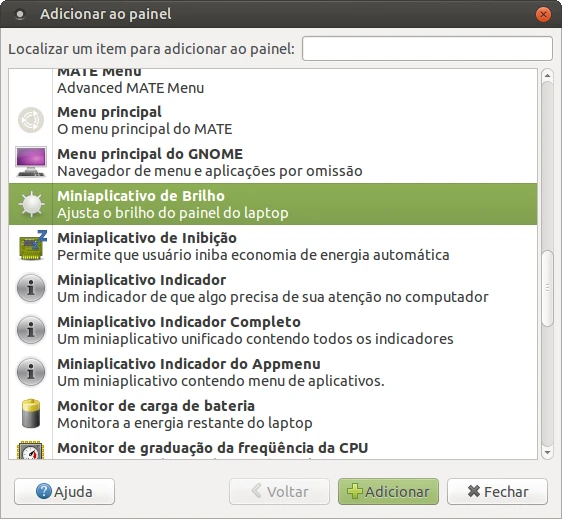 Adicionar ao painel
Localizar um item para adicionar ao painel:
MATE Menu
Advanced MATE Menu
Menu principal
O menu principal do MATE
Menu principal do GNOME
Navegador de menu e aplicações por omissão
Miniaplicativo de Brilho
Ajusta o brilho do painel do laptop
Miniaplicativo de Inibição
Permite que usuário iniba economia de energia automática
Miniaplicativo Indicador
Um indicador de que algo precisa de sua atenção no computador
Miniaplicativo Indicador Completo
Um miniaplicativo unificado contendo todos os indicadores
Miniaplicativo Indicador do Appmenu
Um miniaplicativo contendo menu de aplicativos.
Monitor de carga de bateria
Monitora a energia restante do laptop
Monitor de graduação da freqüência da CPU
Ajuda
Voltar
Adicionar
Fechar